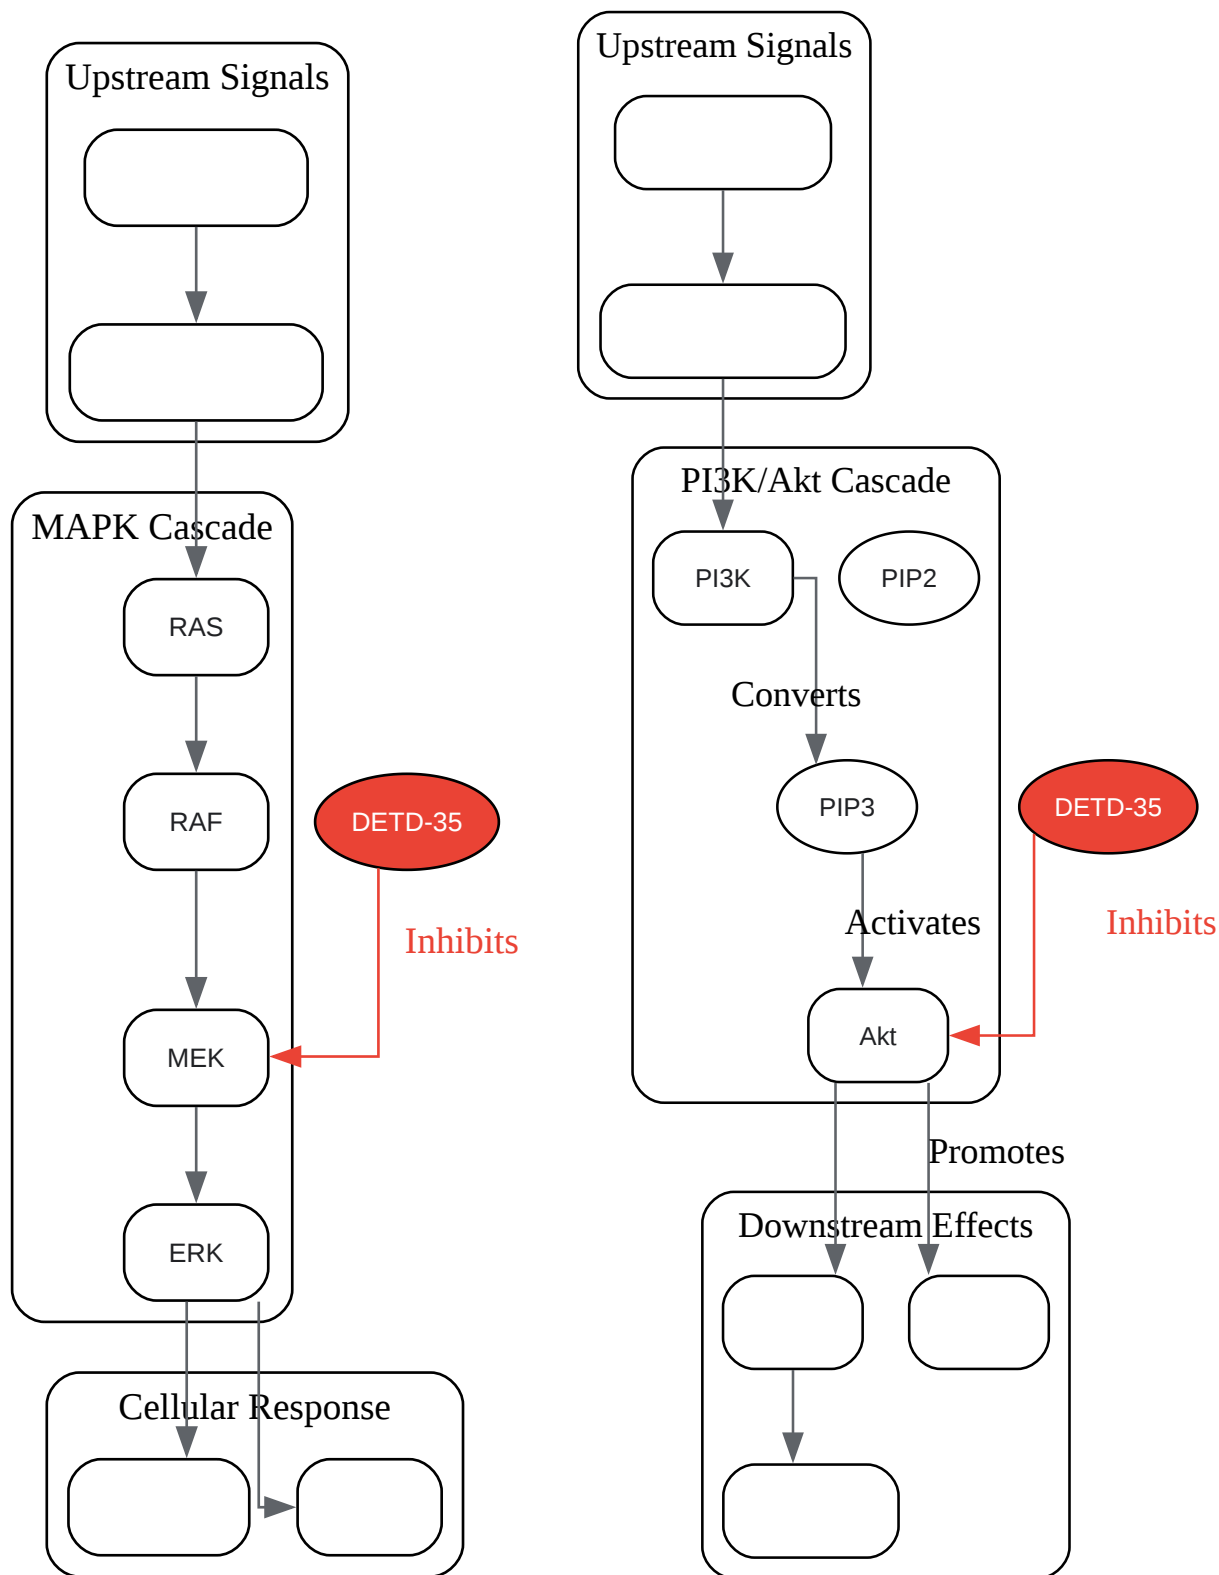 Upstream Signals
MAPK Cascade
RAS
RAF
DETD-35
Inhibits
MEK
ERK
Cellular Response
Upstream Signals
PI3K/Akt Cascade
PI3K
PIP2
Converts
PIP3
DETD-35
Activates
Inhibits
Akt
Promotes
Downstream Effects